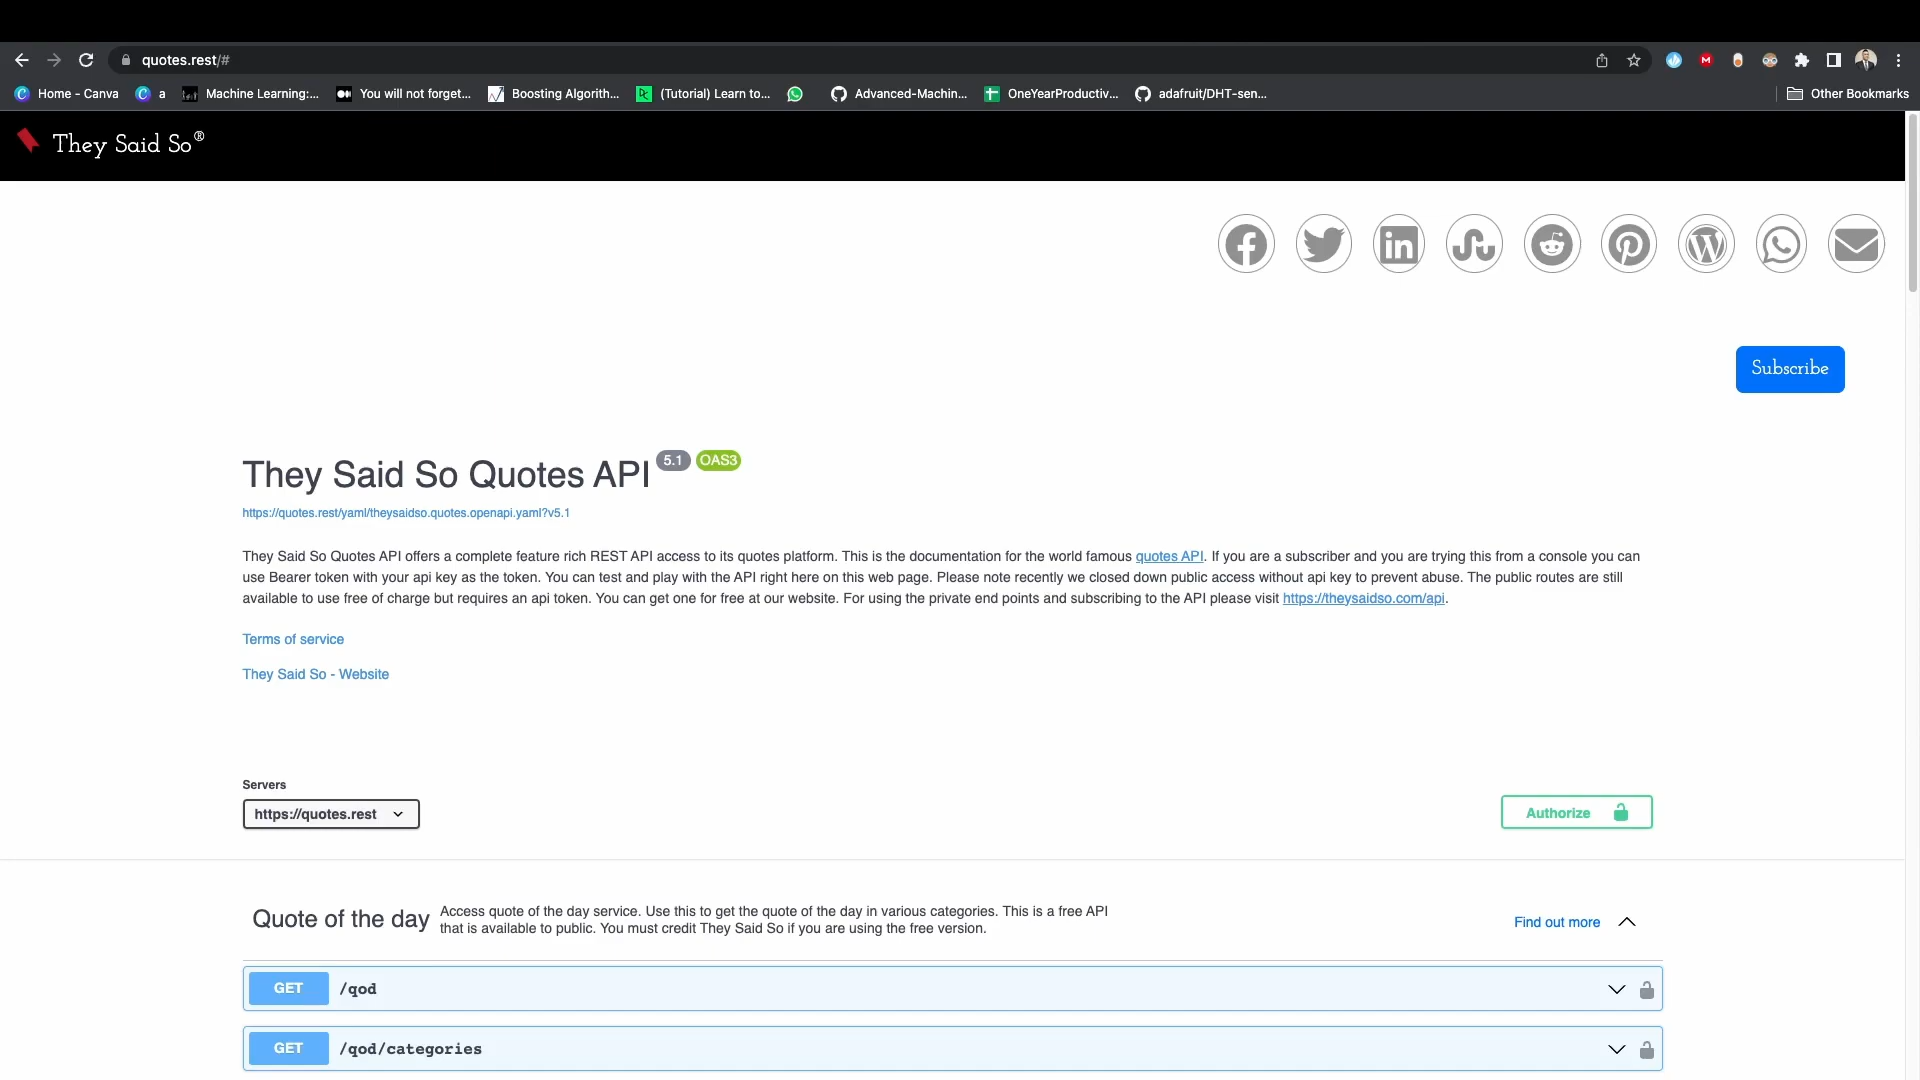 quotes.rest/#
Home - Canva a Machine Learning:... You will not forget... Boosting Algorith... (Tutorial) Learn to... Advanced-Machin... OneYearProductiv... adafruit/DHT-sen... Other Bookmarks
They Said So®
Subscribe
They Said So Quotes API 5.1 OAS3
https://quotes.rest/yaml/theysaidso.quotes.openapi.yaml?v5.1
They Said So Quotes API offers a complete feature rich REST API access to its quotes platform. This is the documentation for the world famous quotes API. If you are a subscriber and you are trying this from a console you can
use Bearer token with your api key as the token. You can test and play with the API right here on this web page. Please note recently we closed down public access without api key to prevent abuse. The public routes are still
available to use free of charge but requires an api token. You can get one for free at our website. For using the private end points and subscribing to the API please visit https://theysaidso.com/api.
Terms of service
They Said So - Website
Servers
https://quotes.rest
Authorize
Quote of the day
Access quote of the day service. Use this to get the quote of the day in various categories. This is a free API
that is available to public. You must credit They Said So if you are using the free version.
Find out more
GET /qod
GET /qod/categories